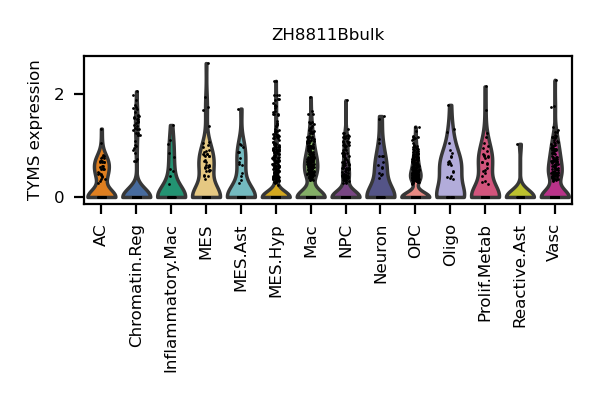 ZH8811Bbulk
TYMS expression
2
0
AC
Chromatin.Reg
Inflammatory.Mac
MES
MES.Ast
MES.Hyp
Mac
NPC
Neuron
OPC
Oligo
Prolif.Metab
Reactive.Ast
Vasc